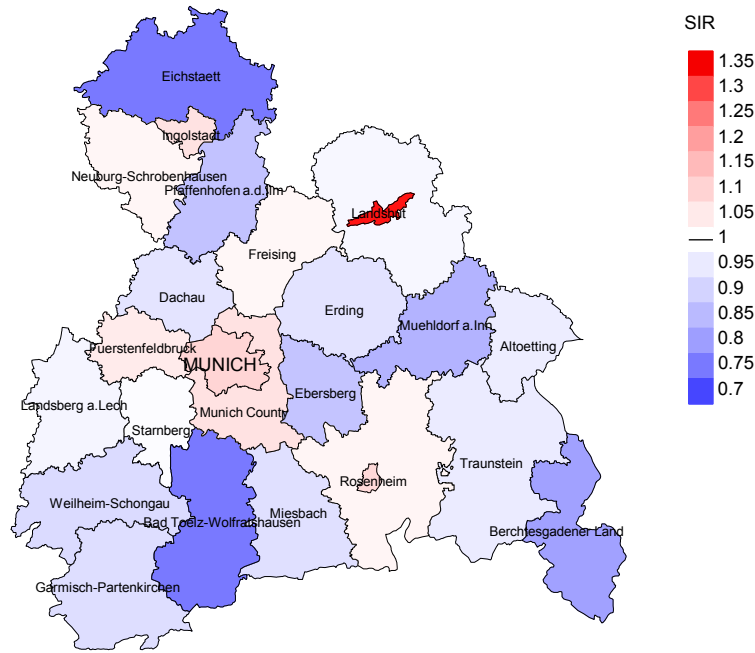 SIR
1.35
1.3
1.25
1.2
1.15
1.1
1.05
1
0.95
0.9
0.85
0.8
0.75
0.7
Eichstaett
Ingolstadt
Neuburg-Schrobenhausen
Pfaffenhofen a.d.Ilm
Landshut
Freising
Dachau
Erding
Muehldorf a.Inn
Altoetting
Fuerstenfeldbruck
MUNICH
Ebersberg
Landsberg a.Lech
Munich County
Starnberg
Traunstein
Rosenheim
Weilheim-Schongau
Miesbach
Bad Toelz-Wolfratshausen
Berchtesgadener Land
Garmisch-Partenkirchen